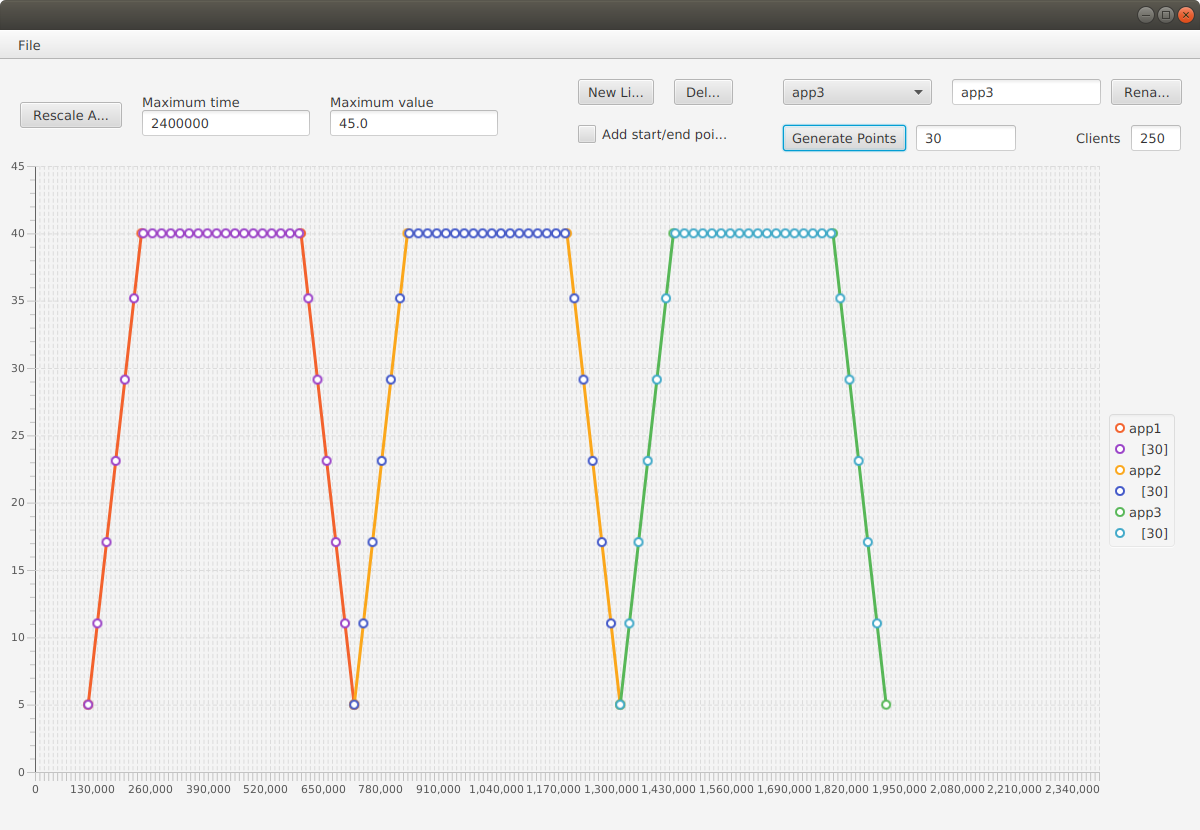 File
Rescale A...
Maximum time
2400000
Maximum value
45.0
New Li...
Del...
app3
app3
Rena...
Add start/end poi...
Generate Points
30
Clients
250
45
40
35
30
25
20
15
10
5
0
0 130,000 260,000 390,000 520,000 650,000 780,000 910,000 1,040,000 1,170,000 1,300,000 1,430,000 1,560,000 1,690,000 1,820,000 1,950,000 2,080,000 2,210,000 2,340,000
app1
[30]
app2
[30]
app3
[30]